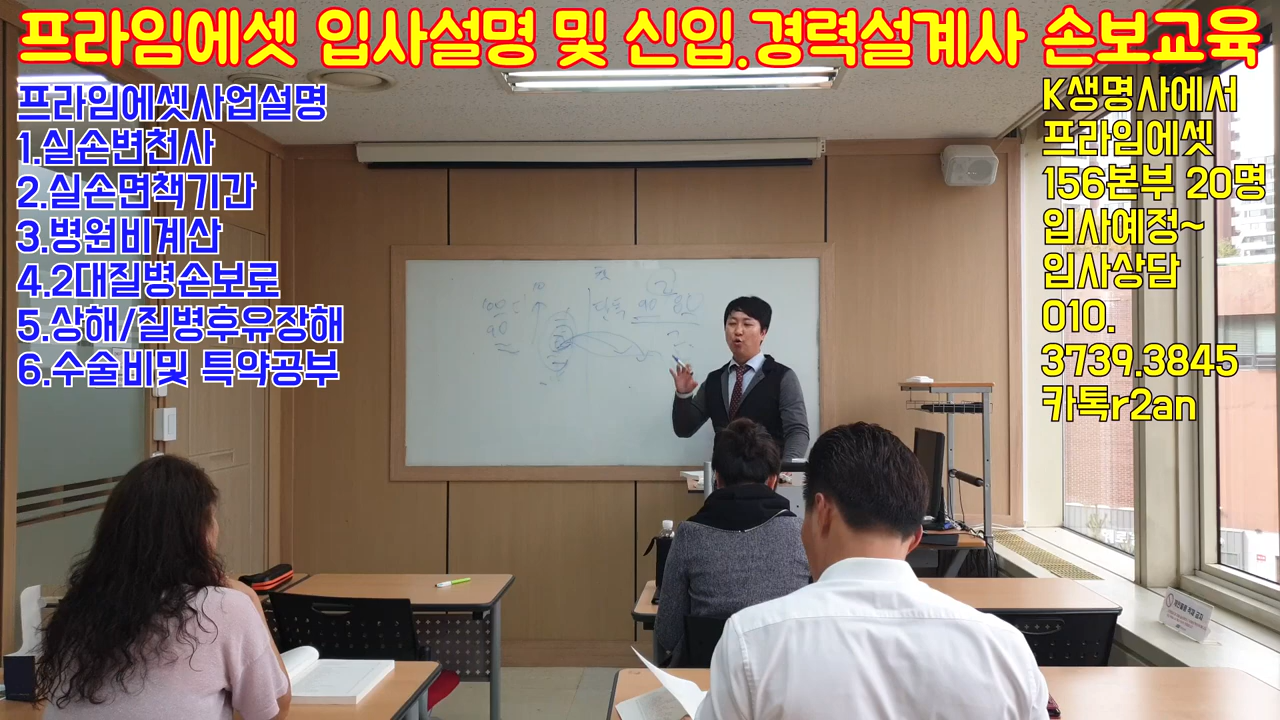 프라임에셋 입사설명 및 신입.경력설계사 손보교육
프라임에셋사업설명
1.실손변천사
2.실손면책기간
3.병원비계산
4.2대질병손보로
5.상해/질병후유장해
6.수술비및 특약공부
K생명사에서
프라임에셋
156본부 20명
입사예정~
입사상담
010.
3739.3845
카톡r2an
단독
90